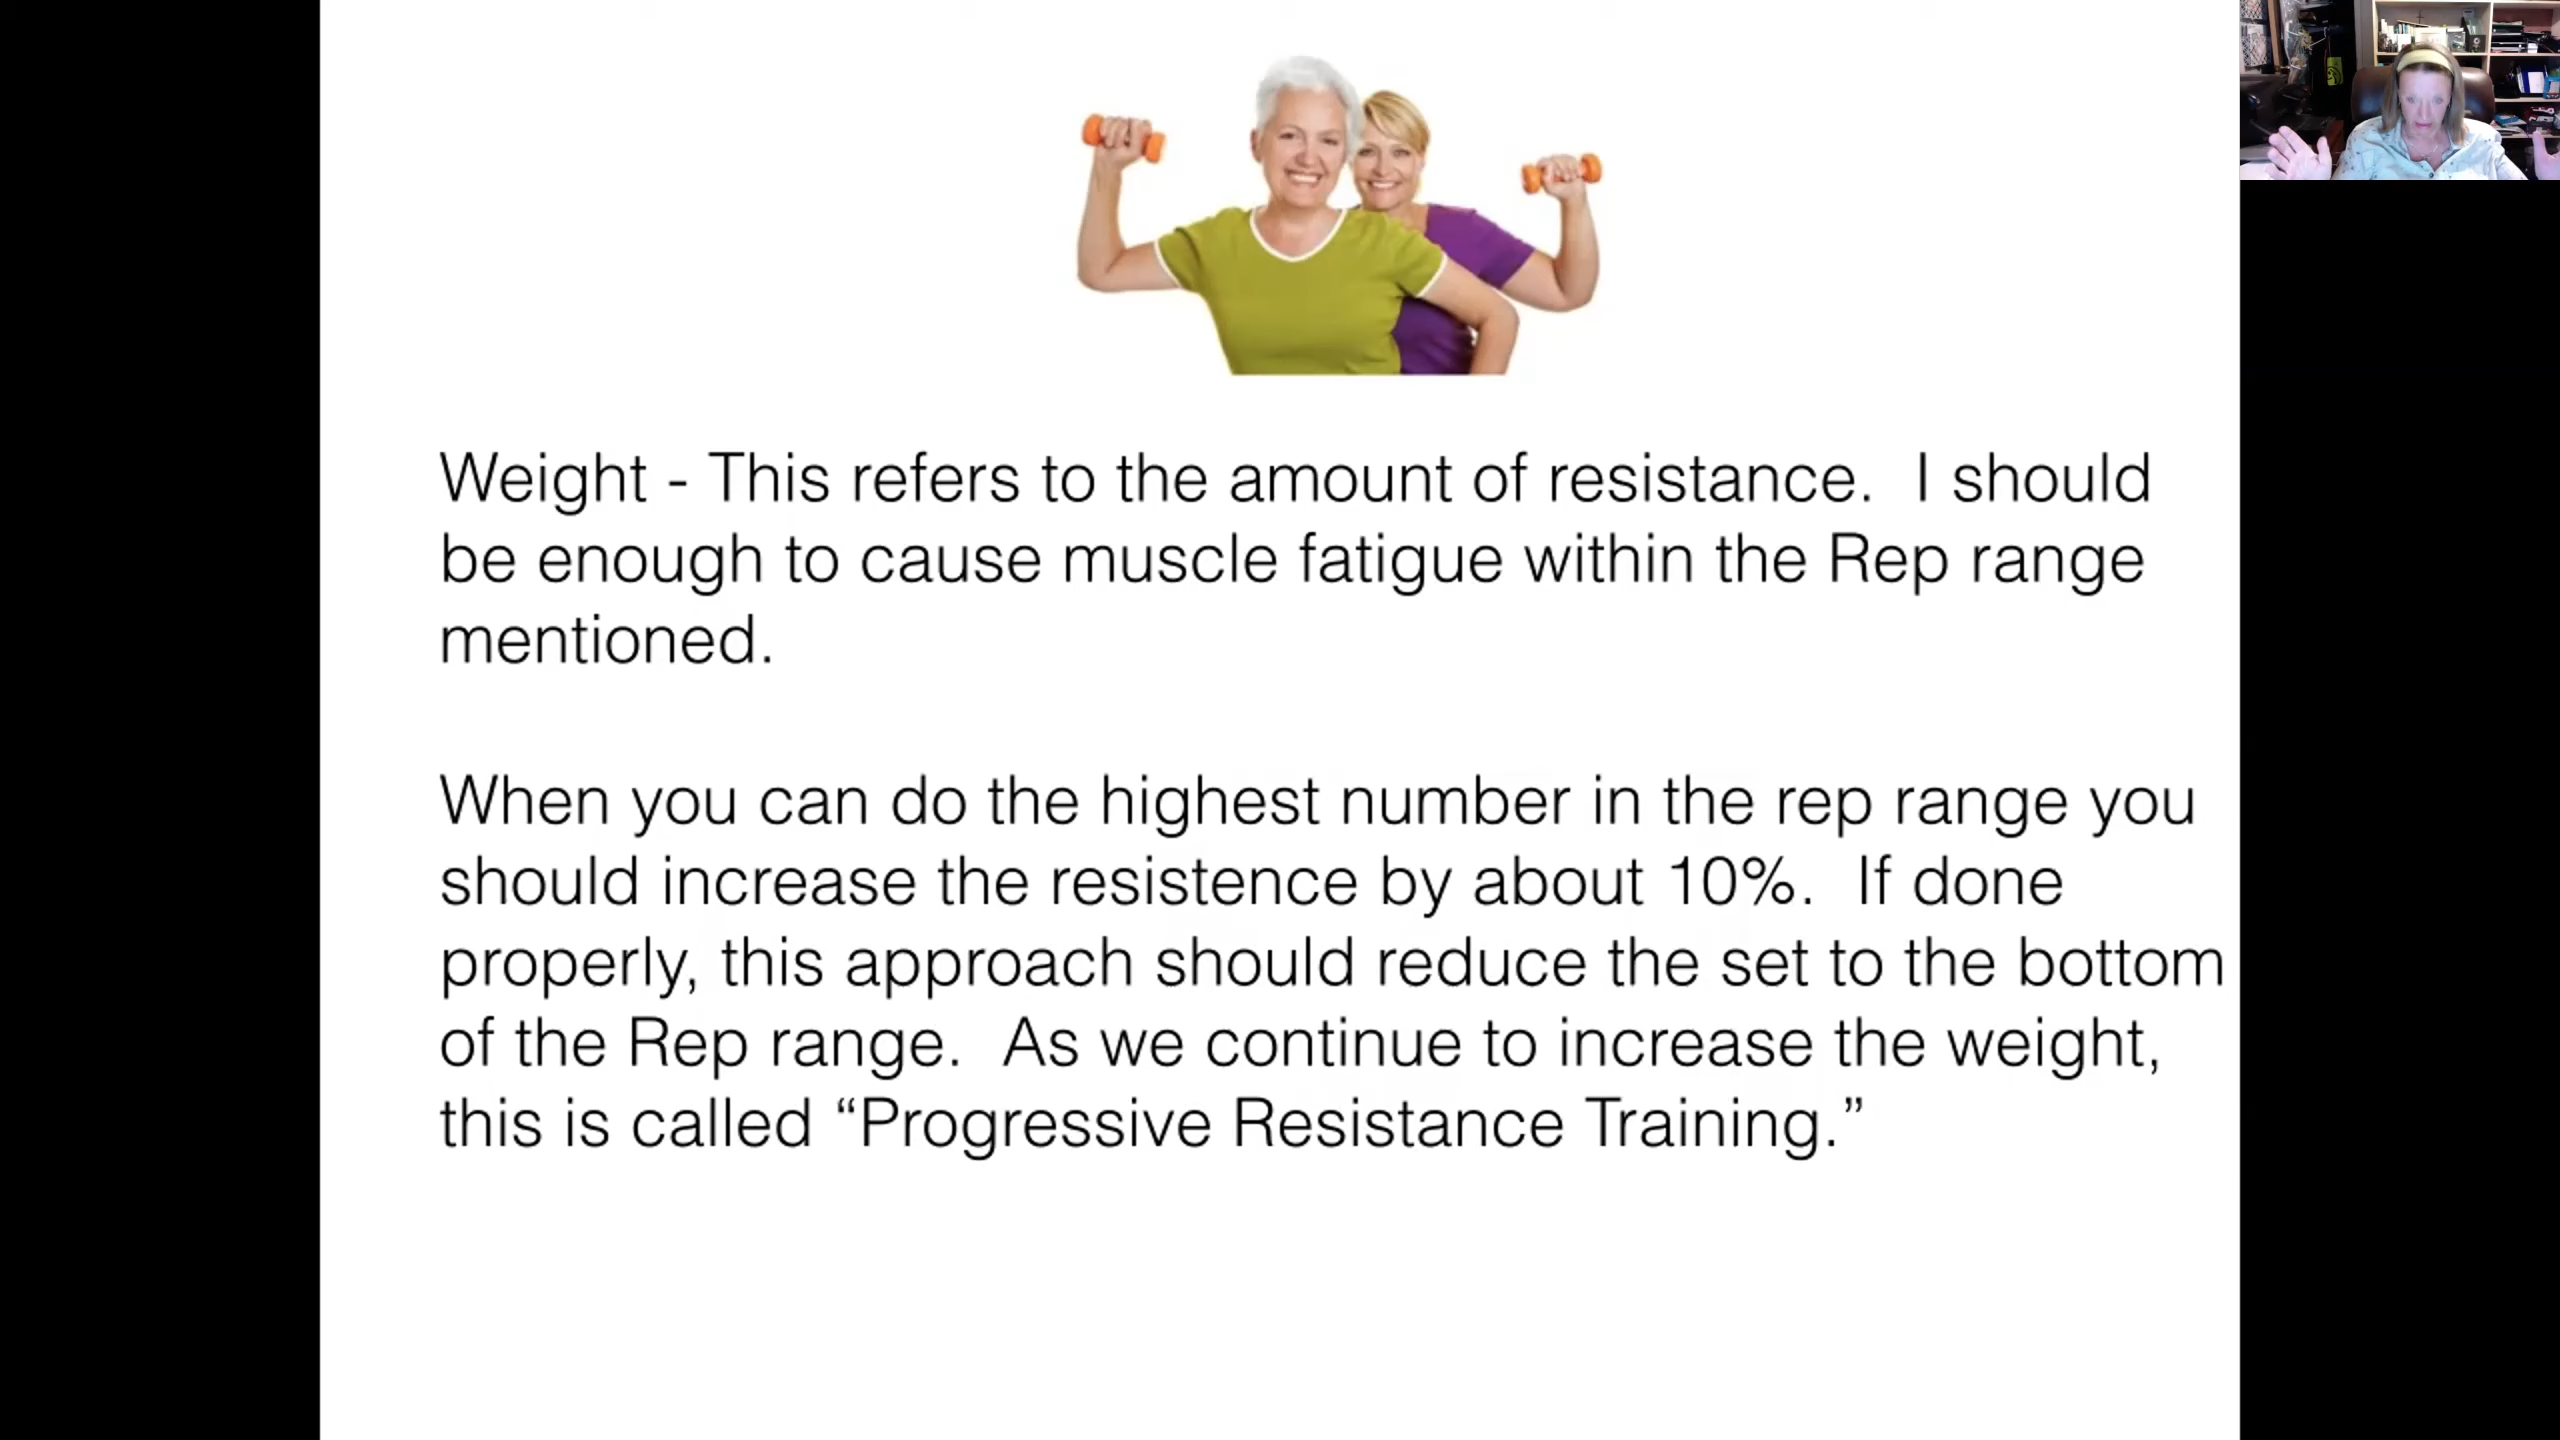 Weight - This refers to the amount of resistance.  I should
be enough to cause muscle fatigue within the Rep range
mentioned.
When you can do the highest number in the rep range you
should increase the resistence by about 10%.  If done
properly, this approach should reduce the set to the bottom
of the Rep range.  As we continue to increase the weight,
this is called “Progressive Resistance Training.”